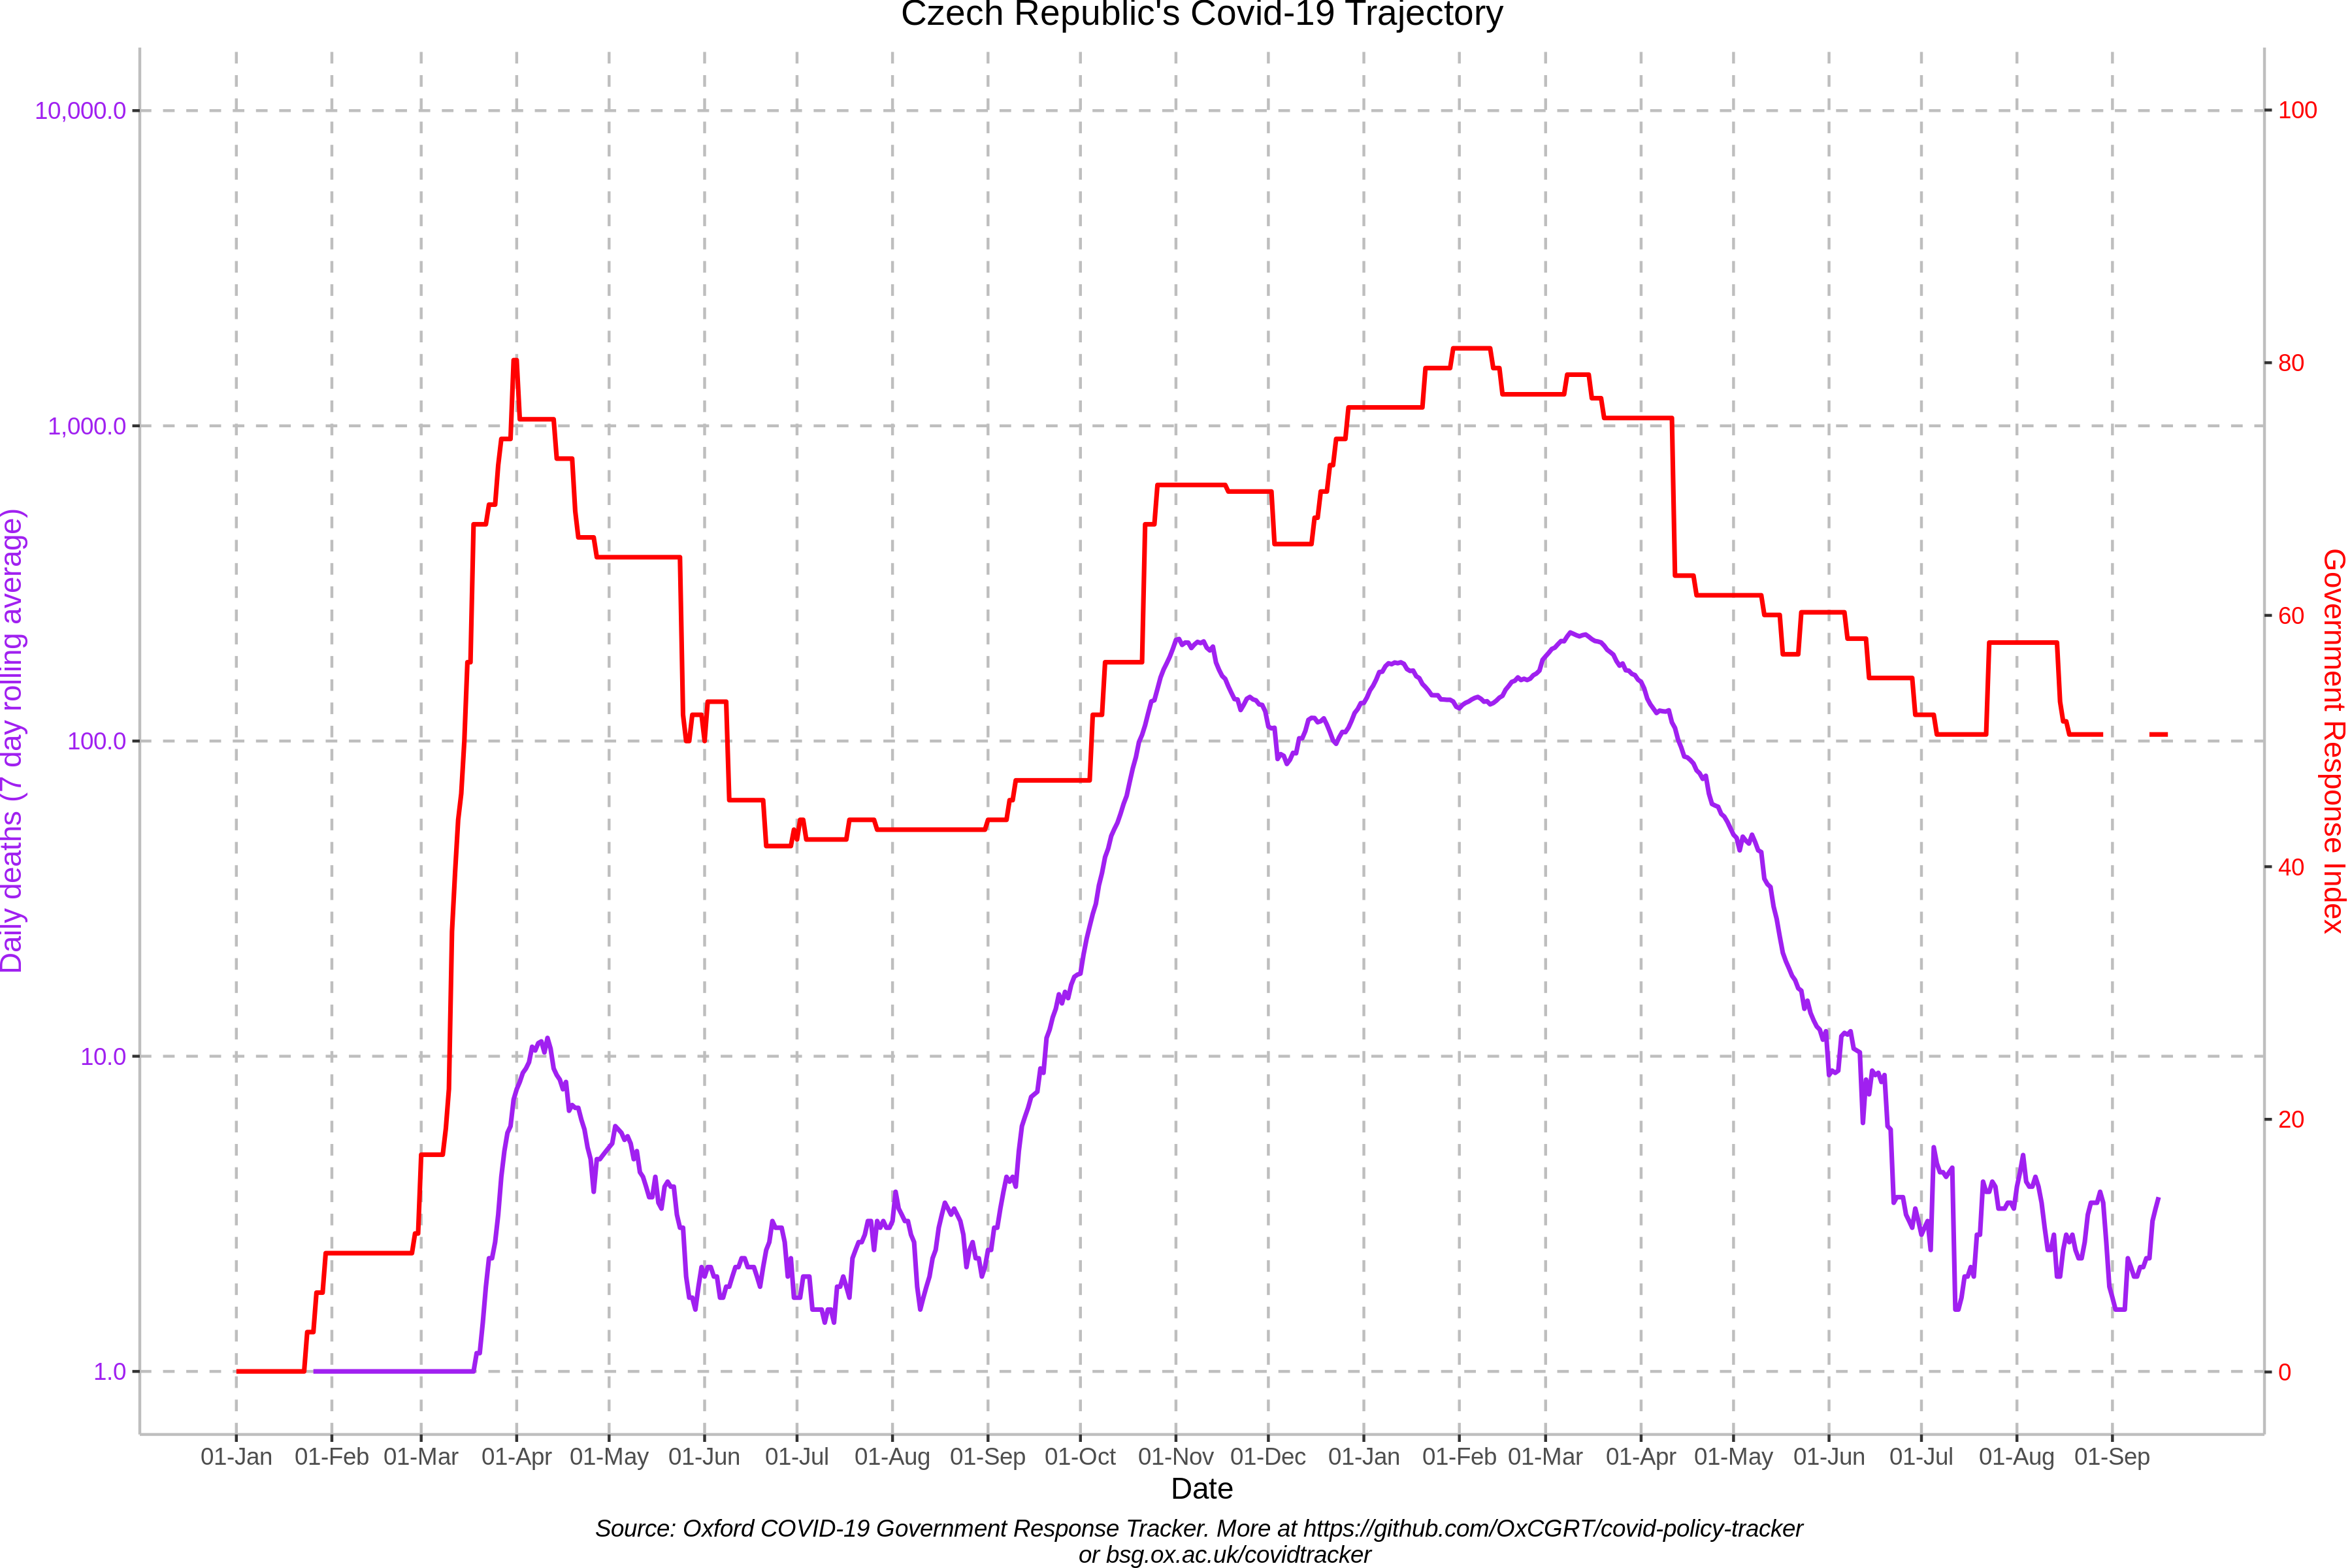 Czech Republic's Covid-19 Trajectory
10,000.0
1,000.0
100.0
10.0
1.0
Daily deaths (7 day rolling average)
100
80
60
40
20
0
Government Response Index
01-Jan 01-Feb 01-Mar 01-Apr 01-May 01-Jun 01-Jul 01-Aug 01-Sep 01-Oct 01-Nov 01-Dec 01-Jan 01-Feb 01-Mar 01-Apr 01-May 01-Jun 01-Jul 01-Aug 01-Sep
Date
Source: Oxford COVID-19 Government Response Tracker. More at https://github.com/OxCGRT/covid-policy-tracker
or bsg.ox.ac.uk/covidtracker